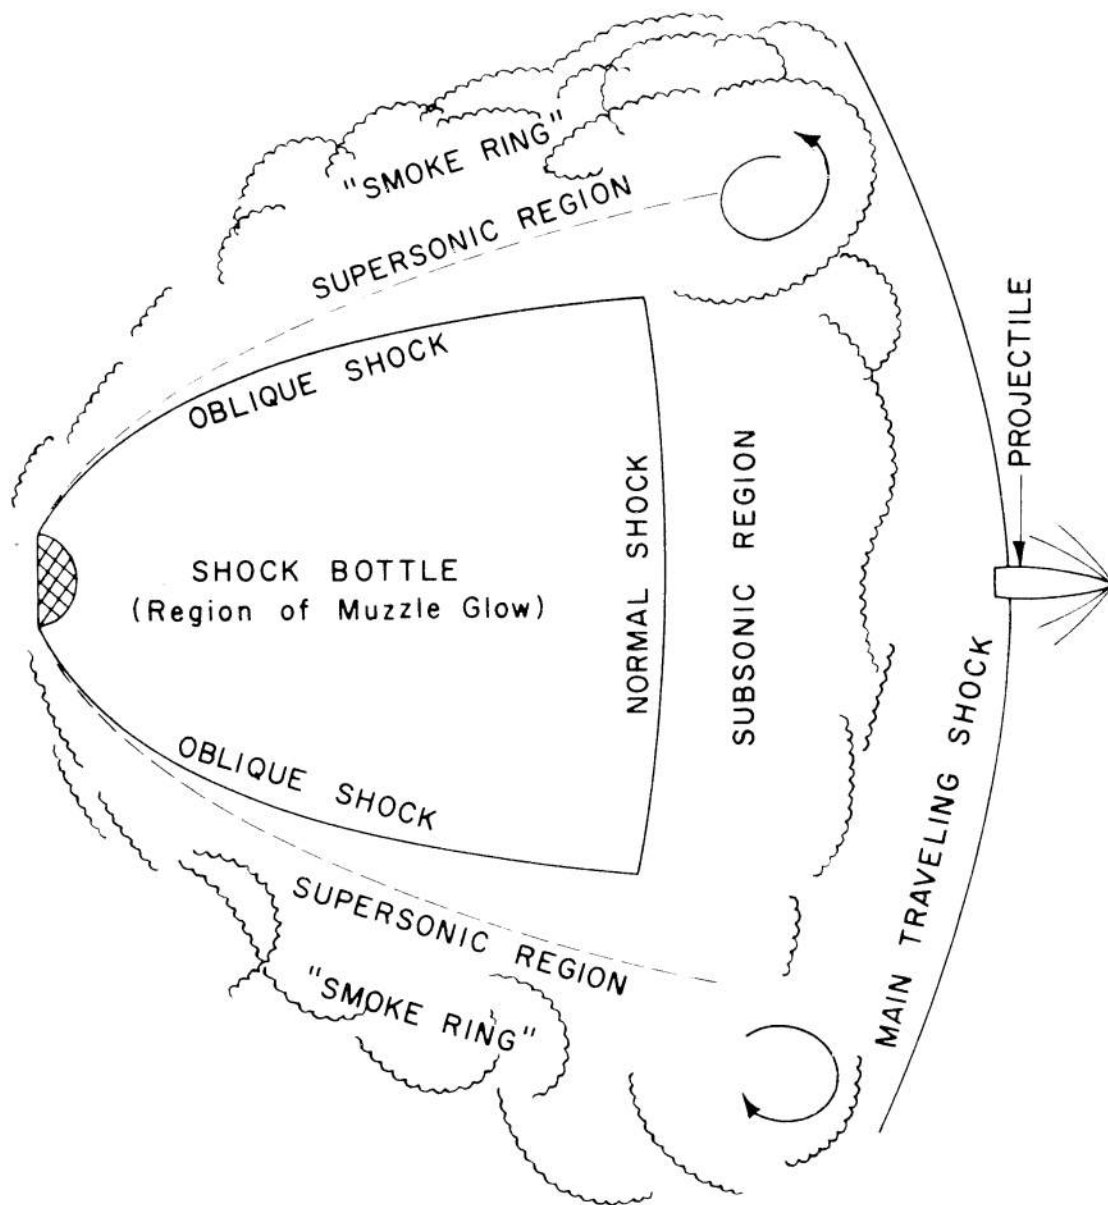 "SMOKE RING"
SUPERSONIC REGION
OBLIQUE SHOCK
PROJECTILE
SHOCK BOTTLE
(Region of Muzzle Glow)
NORMAL SHOCK
SUBSONIC REGION
OBLIQUE SHOCK
MAIN TRAVELING SHOCK
SUPERSONIC REGION
"SMOKE RING"